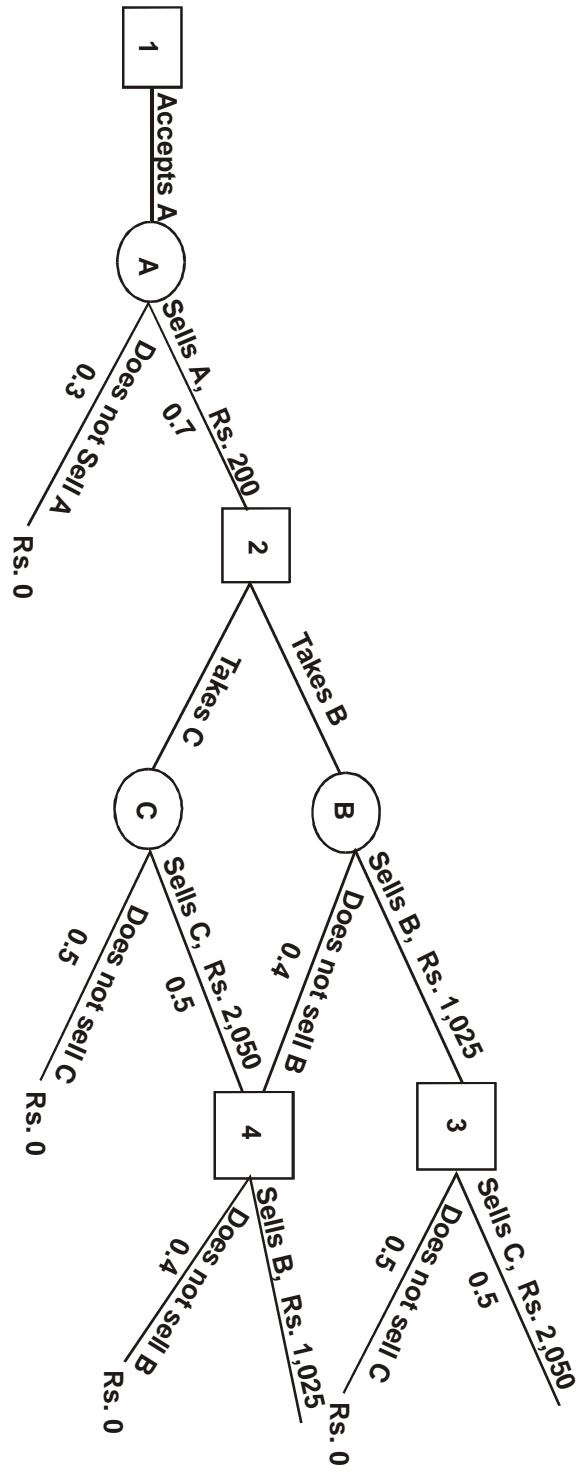 1
Accepts A
A
Sells A, Rs. 200
0.7
Does not Sell A
0.3
Rs. 0
2
Takes B
Takes C
B
Sells B, Rs. 1,025
Does not sell B
0.4
C
Sells C, Rs. 2,050
0.5
Does not sell C
0.5
Rs. 0
3
Sells C, Rs. 2,050
0.5
Does not sell C
0.5
Rs. 0
4
Sells B, Rs. 1,025
Does not sell B
0.4
Rs. 0